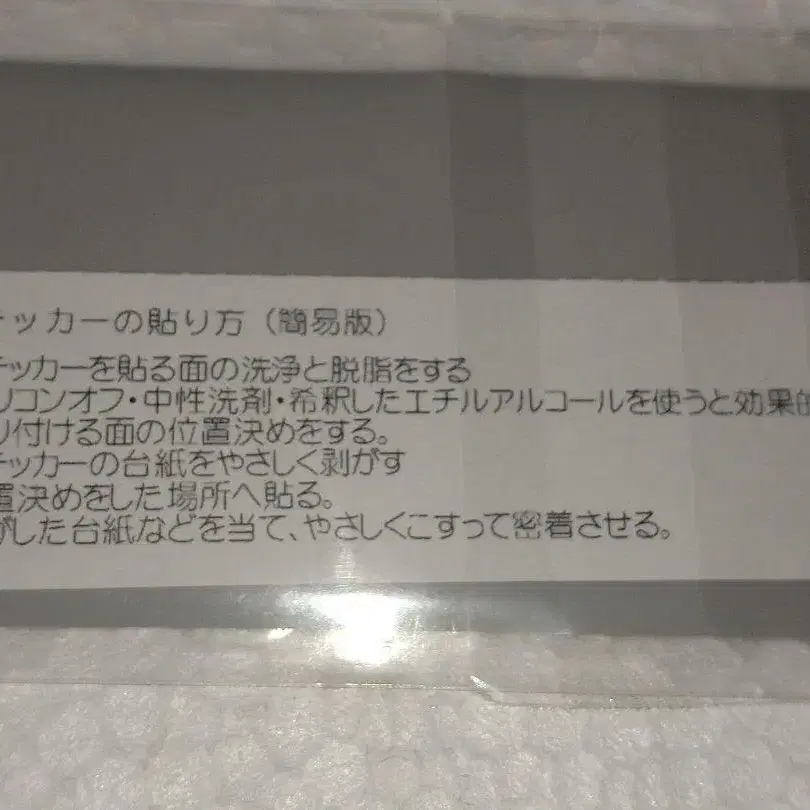 ッカーの貼り方（簡易版）
ッカーを貼る面の洗浄と脱脂をする
リコンオフ・中性洗剤・希釈したエチルアルコールを使うと効果的
り付ける面の位置決めをする。
ッカーの台紙をやさしく剥がす
置決めをした場所へ貼る。
がした台紙などを当て、やさしくこすって密着させる。